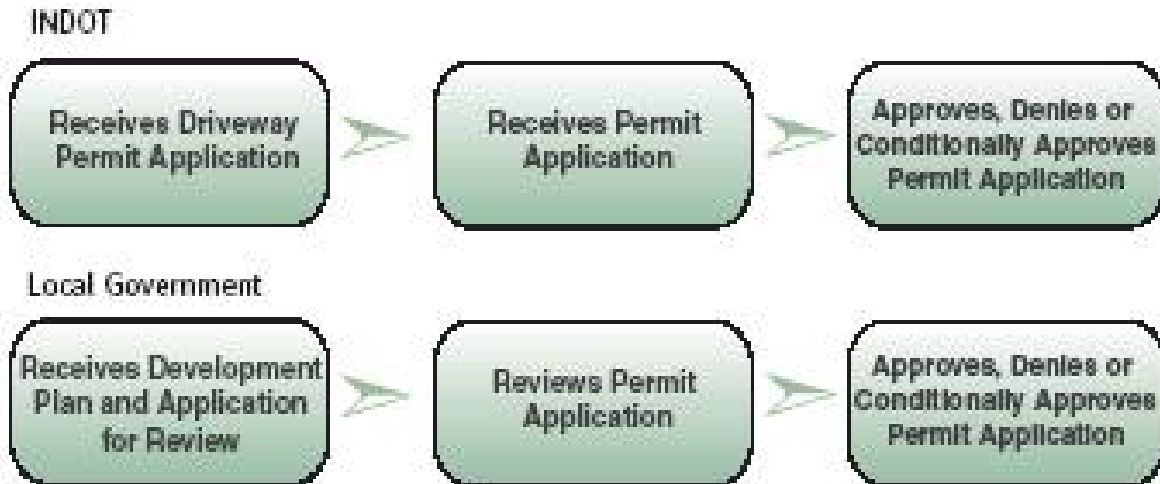 INDOT
Receives Driveway
Permit Application
Receives Permit
Application
Approves, Denies or
Conditionally Approves
Permit Application
Local Government
Receives Development
Plan and Application
for Review
Reviews Permit
Application
Approves, Denies or
Conditionally Approves
Permit Application